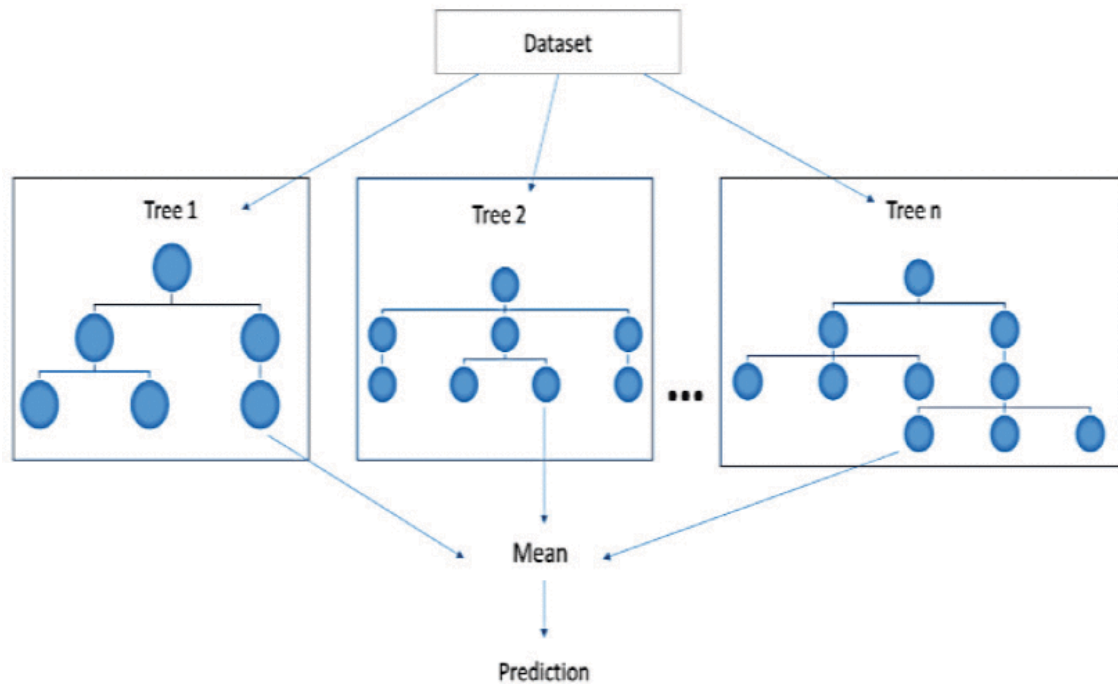 Dataset
Tree 1
Tree 2
Tree n
...
Mean
Prediction